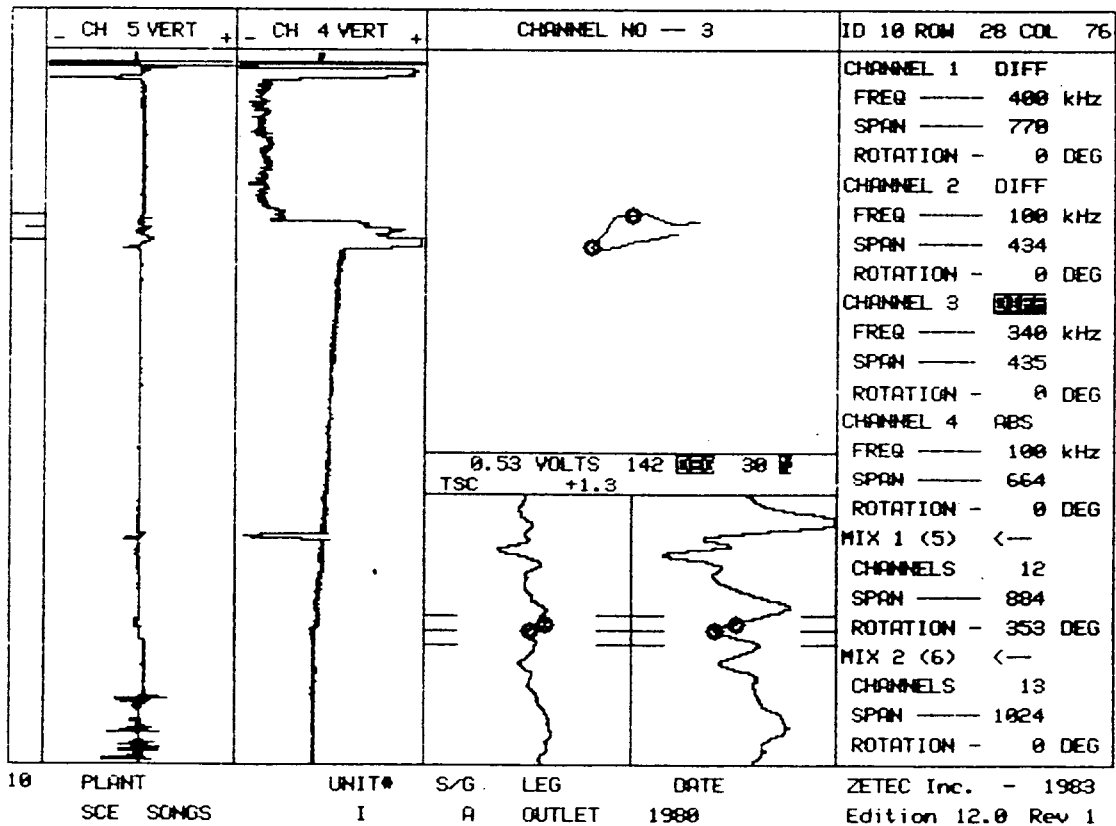 _ CH 5 VERT + _ CH 4 VERT + CHANNEL NO -- 3 ID 10 ROW 28 COL 76
CHANNEL 1 DIFF
FREQ —— 400 kHz
SPAN —— 770
ROTATION - 0 DEG
CHANNEL 2 DIFF
FREQ —— 100 kHz
SPAN —— 434
ROTATION - 0 DEG
CHANNEL 3 DIFF
FREQ —— 340 kHz
SPAN —— 435
ROTATION - 0 DEG
CHANNEL 4 ABS
FREQ —— 100 kHz
SPAN —— 664
ROTATION - 0 DEG
MIX 1 (5) <—
CHANNELS 12
SPAN —— 884
ROTATION - 353 DEG
MIX 2 (6) <—
CHANNELS 13
SPAN —— 1024
ROTATION - 0 DEG
0.53 VOLTS 142 DEG 30 %
TSC +1.3
10 PLANT UNIT# S/G LEG DATE ZETEC Inc. - 1983
SCE SONGS I A OUTLET 1980 Edition 12.0 Rev 1